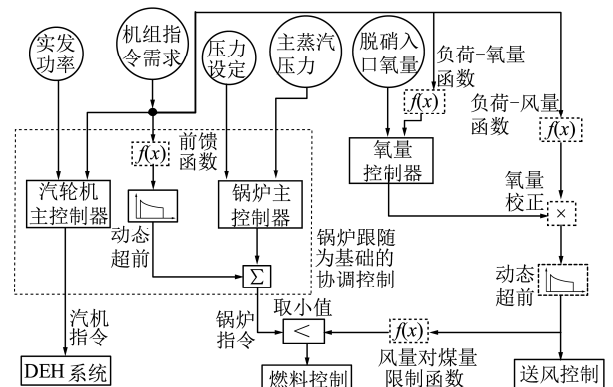 实发
功率
机组指
令需求
压力
设定
主蒸汽
压力
脱硝入
口氧量
负荷-氧量
函数
f(x)
负荷-风量
函数
f(x)
前馈
函数
f(x)
氧量
控制器
汽轮机
主控制器
动态
超前
锅炉主
控制器
锅炉跟随
为基础的
协调控制
氧量
校正
×
Σ
动态
超前
汽机
指令
锅炉
指令
取小值
<
f(x)
风量对煤量
限制函数
DEH系统
燃料控制
送风控制